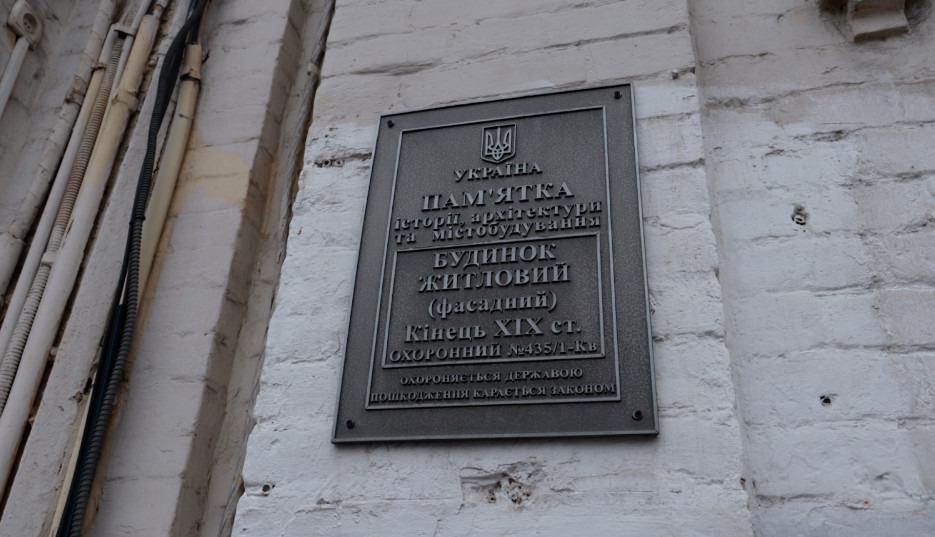 УКРАЇНА
ПАМ'ЯТКА
історії, архітектури
та містобудування
БУДИНОК
ЖИТЛОВИЙ
(фасадний)
Кінець XIX ст.
ОХОРОННИЙ №435/1-Кв
ОХОРОНЯЄТЬСЯ ДЕРЖАВОЮ
ПОШКОДЖЕННЯ КАРАЄТЬСЯ ЗАКОНОМ